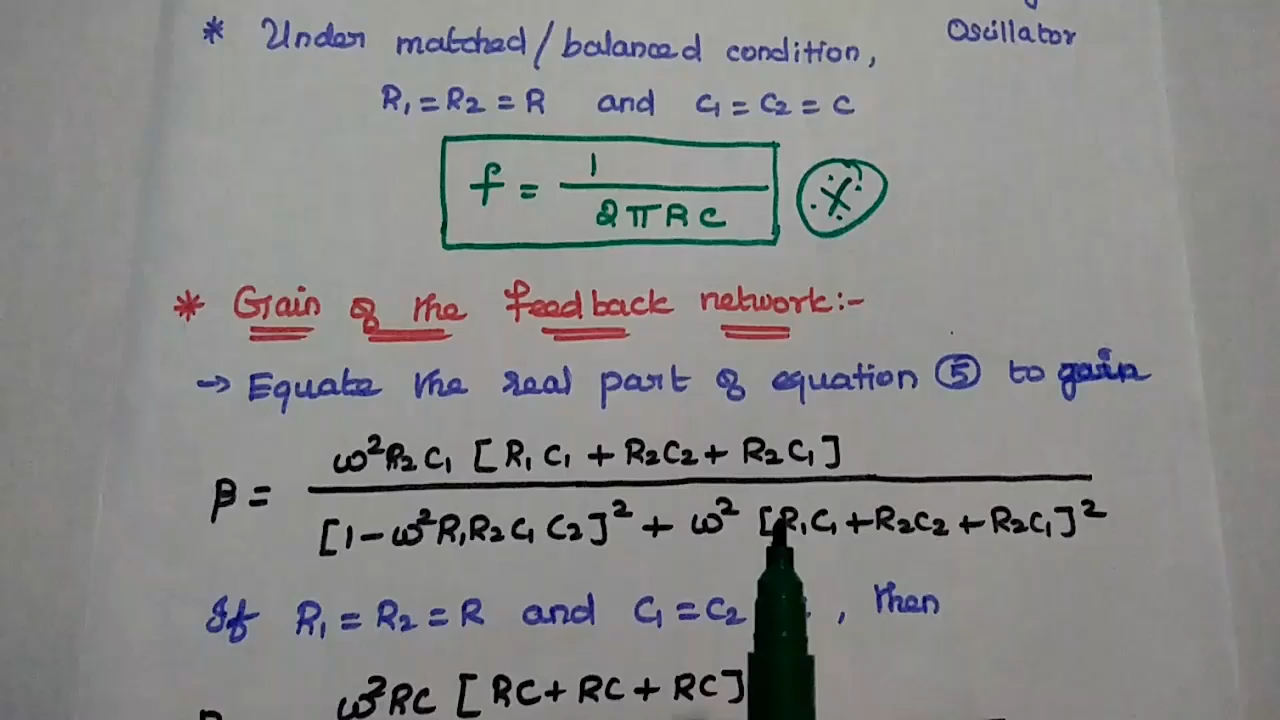 * Under matched/balanced condition,
Oscillator
R₁ = R₂ = R and C₁ = C₂ = C
f = 1 / 2πRC
* Gain of the feedback network:-
→ Equate the real part of equation ⑤ to gain
β = ω²R₂C₁ [R₁C₁ + R₂C₂ + R₂C₁] / [1-ω²R₁R₂C₁C₂]² + ω² [R₁C₁ + R₂C₂ + R₂C₁]²
If R₁ = R₂ = R and C₁ = C₂ , then
ω²RC [RC + RC + RC]